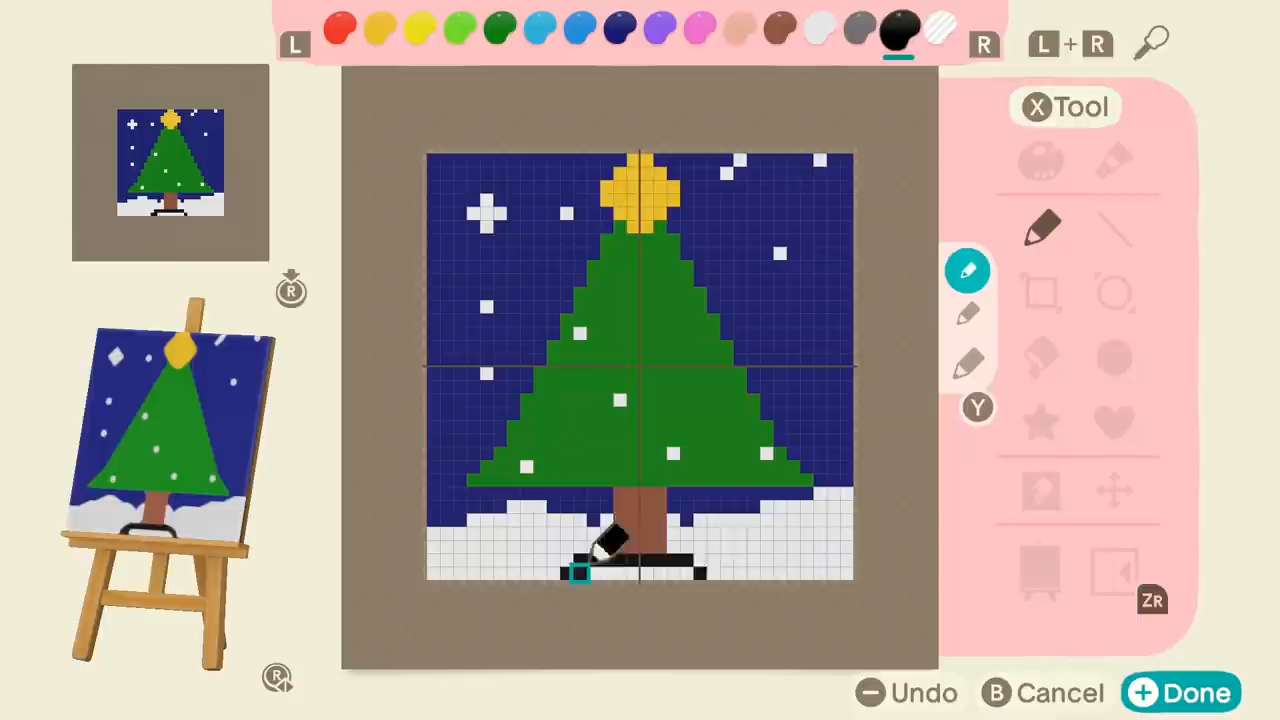 L
R
L + R
X Tool
R
Y
ZR
R
− Undo
B Cancel
+ Done